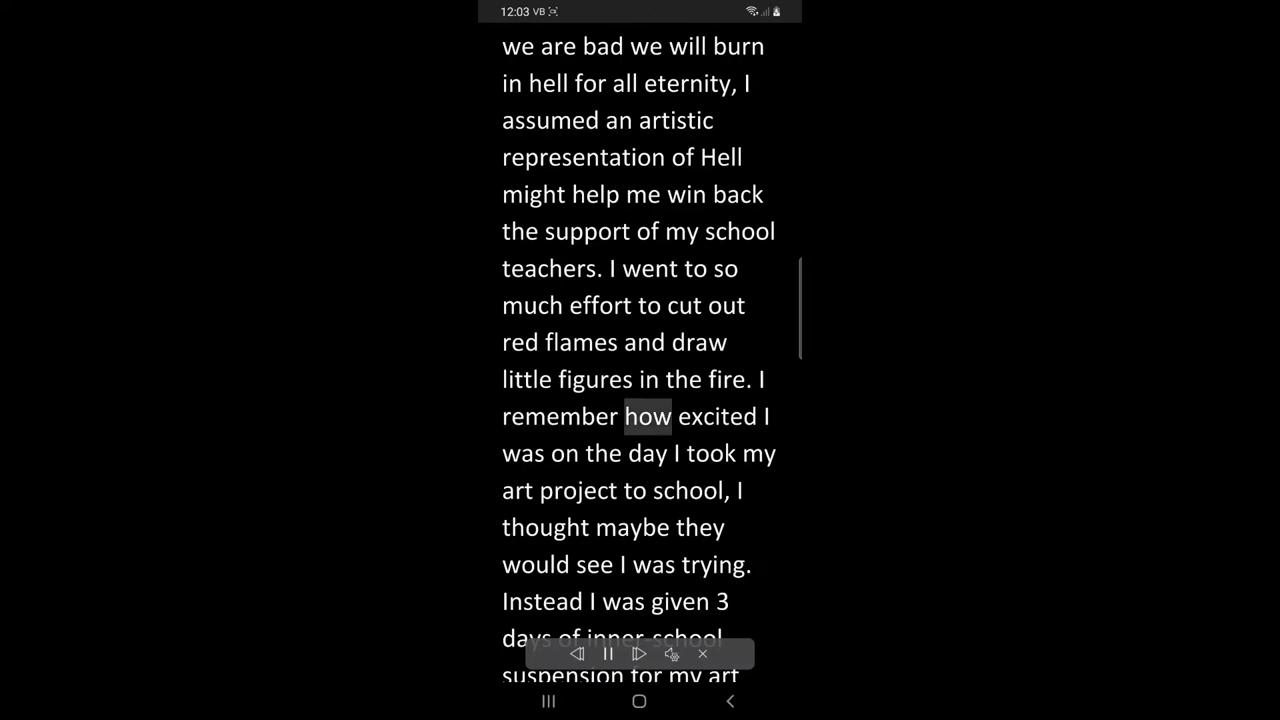 12:03 VB
we are bad we will burn
in hell for all eternity, I
assumed an artistic
representation of Hell
might help me win back
the support of my school
teachers. I went to so
much effort to cut out
red flames and draw
little figures in the fire. I
remember how excited I
was on the day I took my
art project to school, I
thought maybe they
would see I was trying.
Instead I was given 3
days of inner-school
suspension for my art